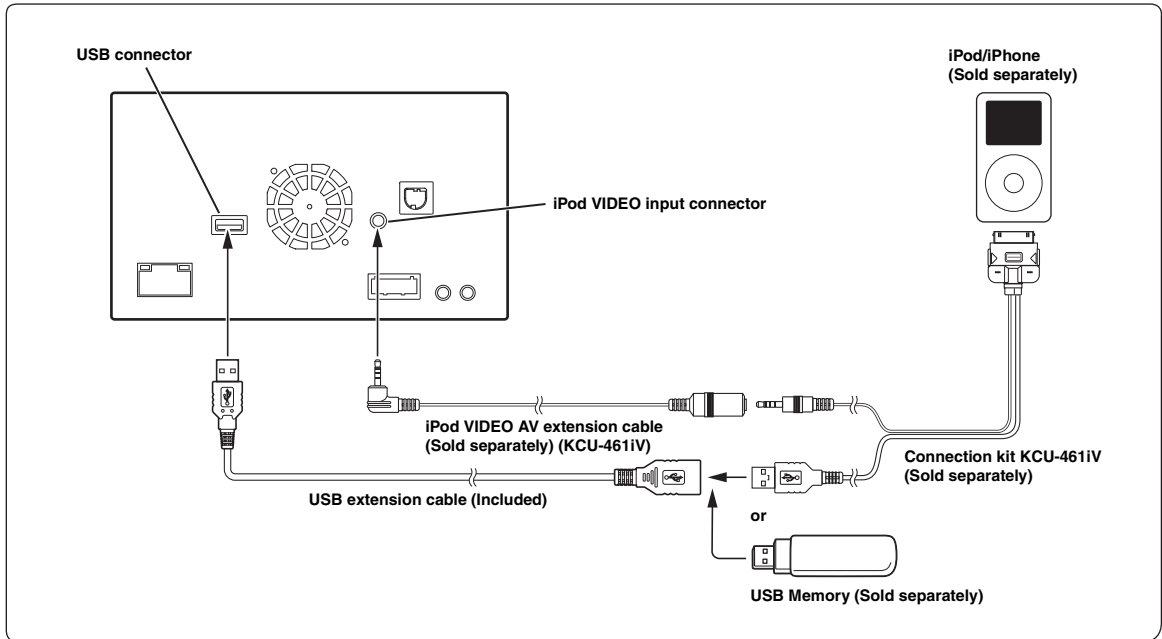 USB connector
iPod/iPhone
(Sold separately)
iPod VIDEO input connector
iPod VIDEO AV extension cable
(Sold separately) (KCU-461iV)
Connection kit KCU-461iV
(Sold separately)
USB extension cable (Included)
or
USB Memory (Sold separately)